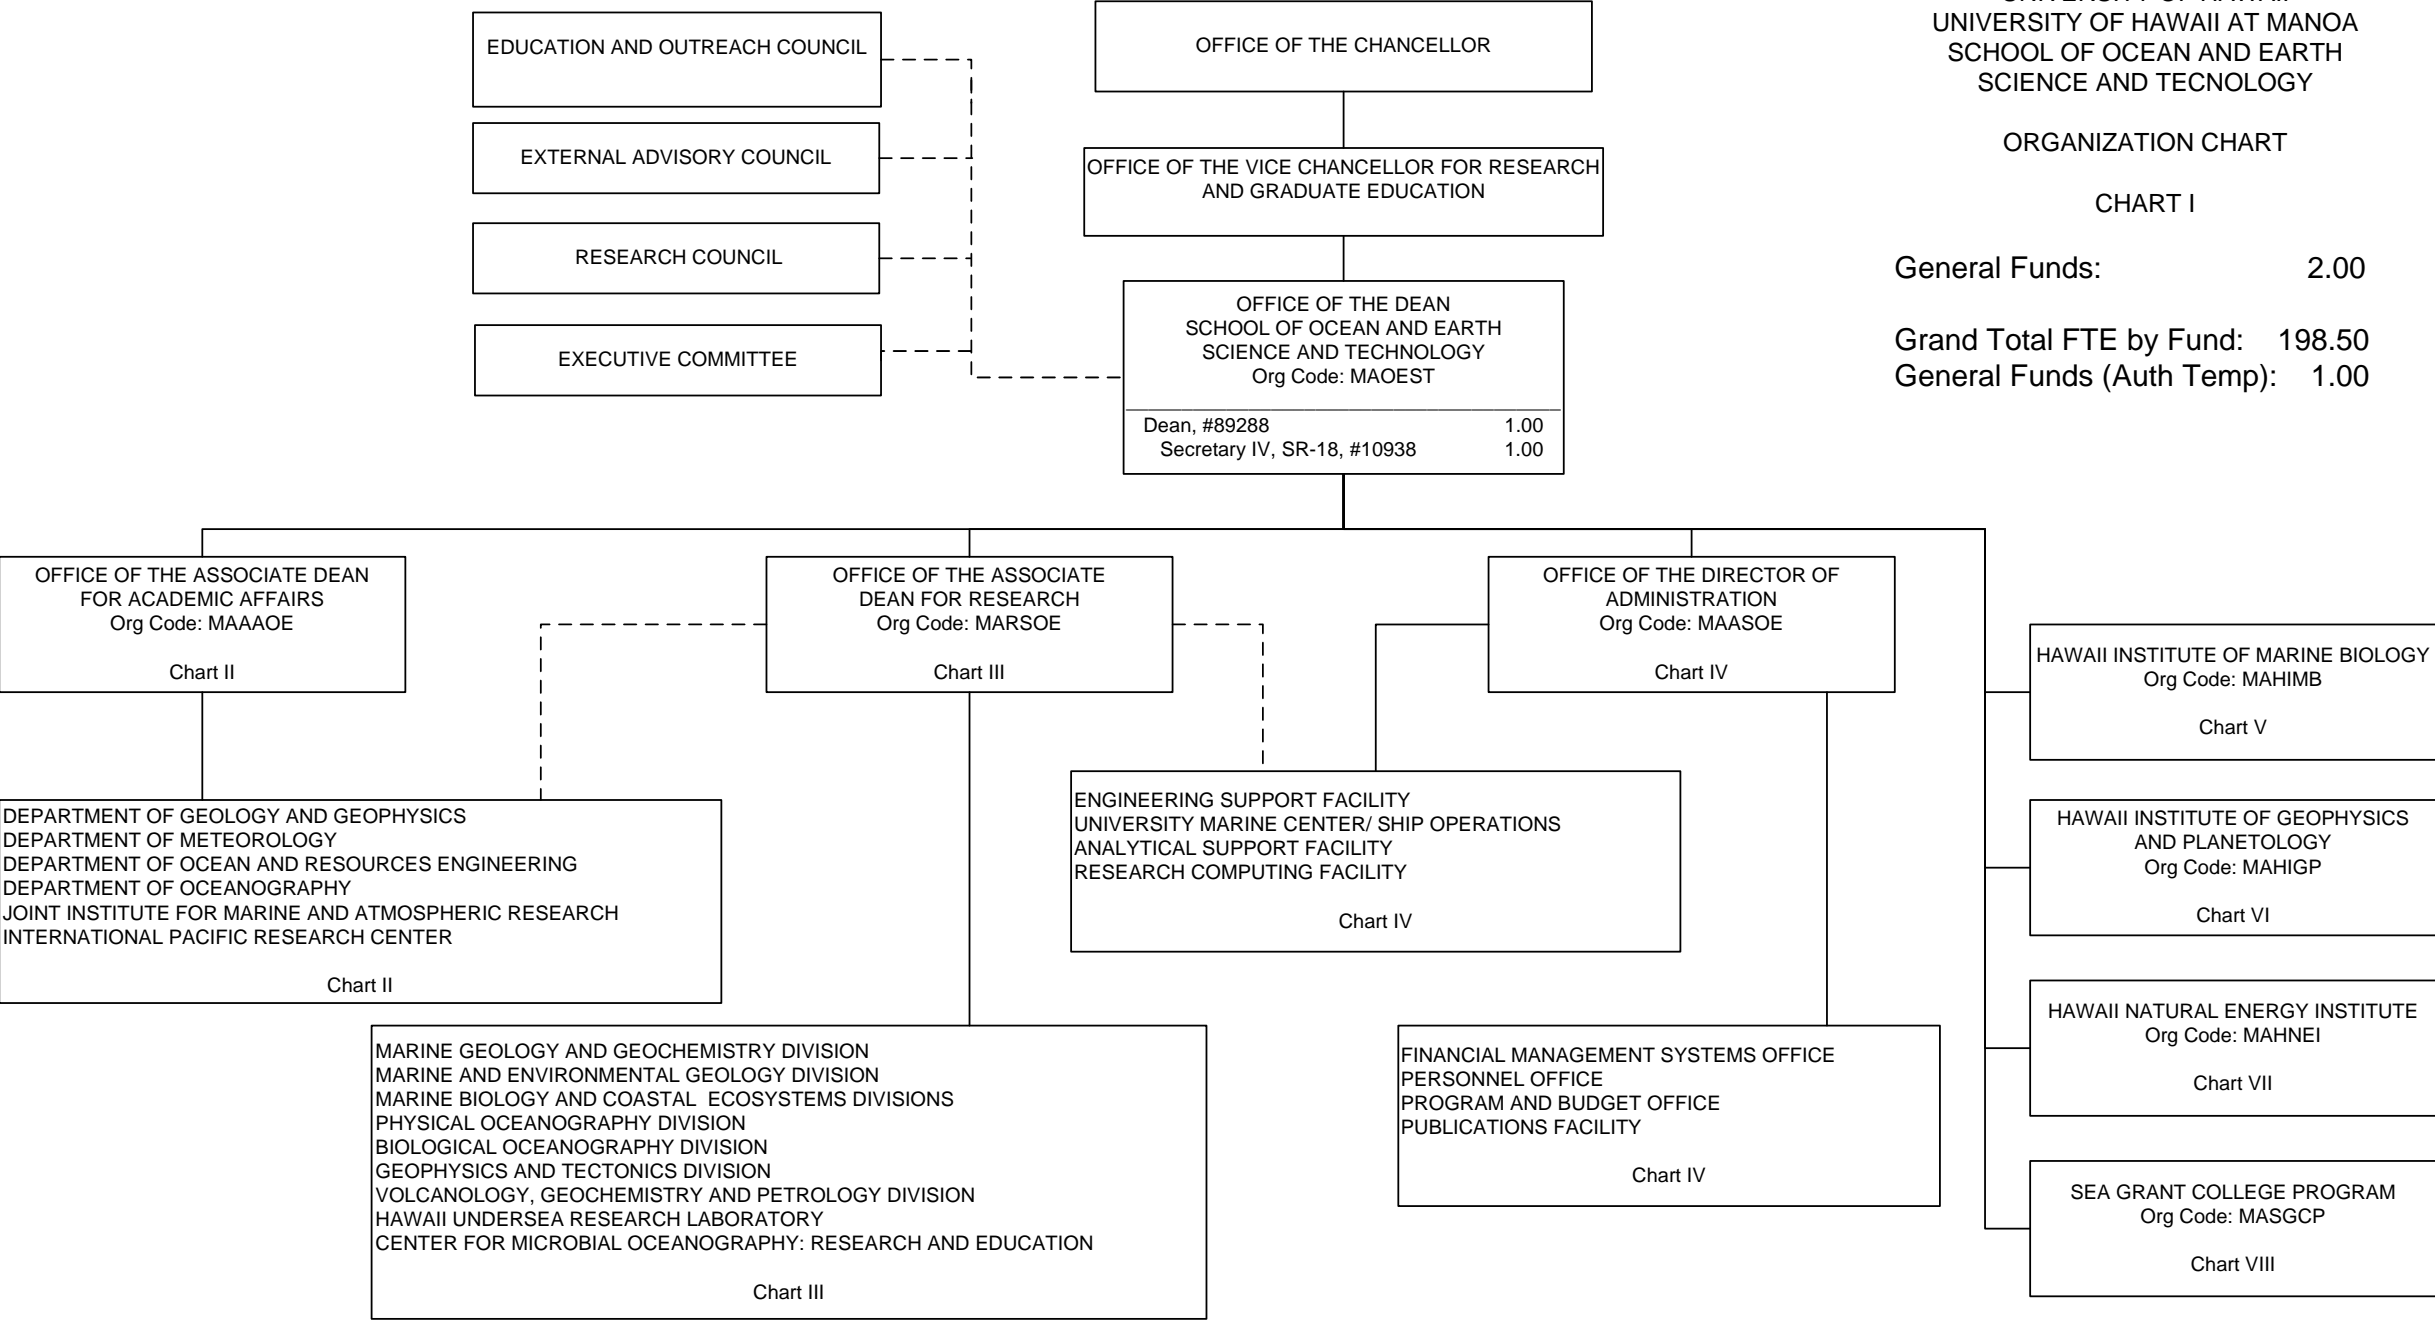 EDUCATION AND OUTREACH COUNCIL
EXTERNAL ADVISORY COUNCIL
RESEARCH COUNCIL
EXECUTIVE COMMITTEE
OFFICE OF THE CHANCELLOR
OFFICE OF THE VICE CHANCELLOR FOR RESEARCH
AND GRADUATE EDUCATION
OFFICE OF THE DEAN
SCHOOL OF OCEAN AND EARTH
SCIENCE AND TECHNOLOGY
Org Code: MAOEST
Dean, #89288 1.00
Secretary IV, SR-18, #10938 1.00
UNIVERSITY OF HAWAII AT MANOA
SCHOOL OF OCEAN AND EARTH
SCIENCE AND TECNOLOGY
ORGANIZATION CHART
CHART I
General Funds: 2.00
Grand Total FTE by Fund: 198.50
General Funds (Auth Temp): 1.00
OFFICE OF THE ASSOCIATE DEAN
FOR ACADEMIC AFFAIRS
Org Code: MAAAOE
Chart II
OFFICE OF THE ASSOCIATE
DEAN FOR RESEARCH
Org Code: MARSOE
Chart III
OFFICE OF THE DIRECTOR OF
ADMINISTRATION
Org Code: MAASOE
Chart IV
HAWAII INSTITUTE OF MARINE BIOLOGY
Org Code: MAHIMB
Chart V
DEPARTMENT OF GEOLOGY AND GEOPHYSICS
DEPARTMENT OF METEOROLOGY
DEPARTMENT OF OCEAN AND RESOURCES ENGINEERING
DEPARTMENT OF OCEANOGRAPHY
JOINT INSTITUTE FOR MARINE AND ATMOSPHERIC RESEARCH
INTERNATIONAL PACIFIC RESEARCH CENTER
Chart II
ENGINEERING SUPPORT FACILITY
UNIVERSITY MARINE CENTER/ SHIP OPERATIONS
ANALYTICAL SUPPORT FACILITY
RESEARCH COMPUTING FACILITY
Chart IV
HAWAII INSTITUTE OF GEOPHYSICS
AND PLANETOLOGY
Org Code: MAHIGP
Chart VI
MARINE GEOLOGY AND GEOCHEMISTRY DIVISION
MARINE AND ENVIRONMENTAL GEOLOGY DIVISION
MARINE BIOLOGY AND COASTAL ECOSYSTEMS DIVISIONS
PHYSICAL OCEANOGRAPHY DIVISION
BIOLOGICAL OCEANOGRAPHY DIVISION
GEOPHYSICS AND TECTONICS DIVISION
VOLCANOLOGY, GEOCHEMISTRY AND PETROLOGY DIVISION
HAWAII UNDERSEA RESEARCH LABORATORY
CENTER FOR MICROBIAL OCEANOGRAPHY: RESEARCH AND EDUCATION
Chart III
FINANCIAL MANAGEMENT SYSTEMS OFFICE
PERSONNEL OFFICE
PROGRAM AND BUDGET OFFICE
PUBLICATIONS FACILITY
Chart IV
HAWAII NATURAL ENERGY INSTITUTE
Org Code: MAHNEI
Chart VII
SEA GRANT COLLEGE PROGRAM
Org Code: MASGCP
Chart VIII